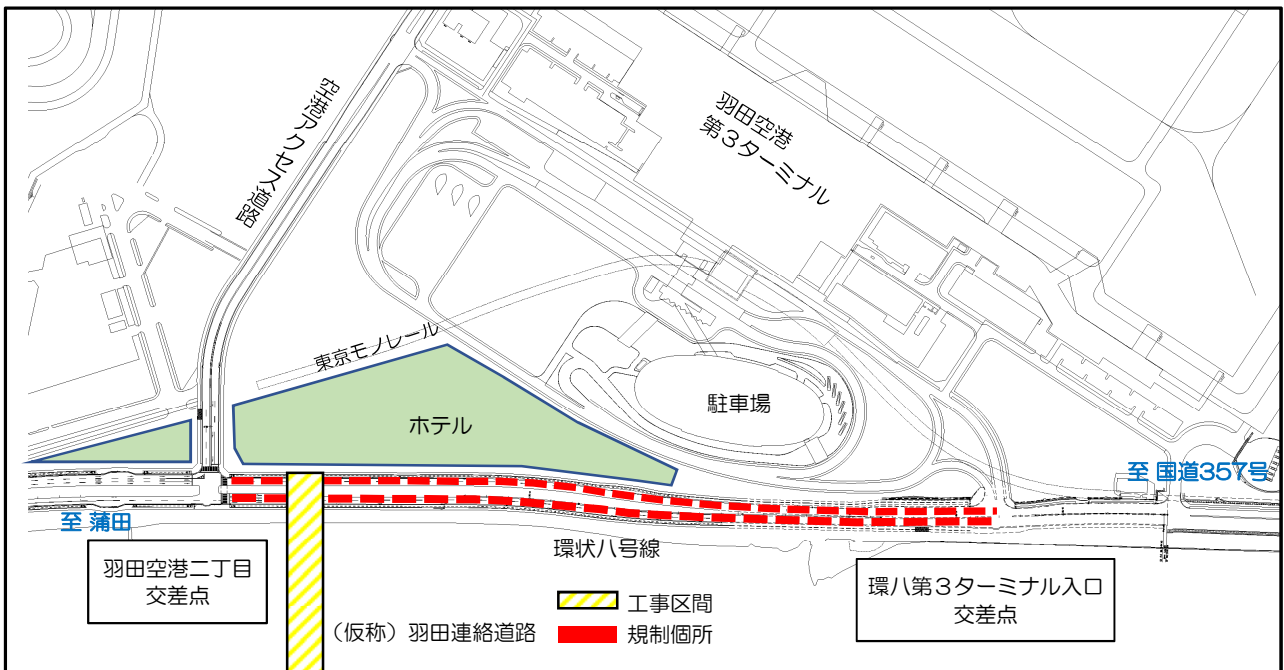 空港アクセス道路
羽田空港
第3ターミナル
東京モノレール
ホテル
駐車場
至 国道357号
至 蒲田
環状八号線
羽田空港二丁目
交差点
環八第3ターミナル入口
交差点
工事区間
(仮称)羽田連絡道路
規制個所